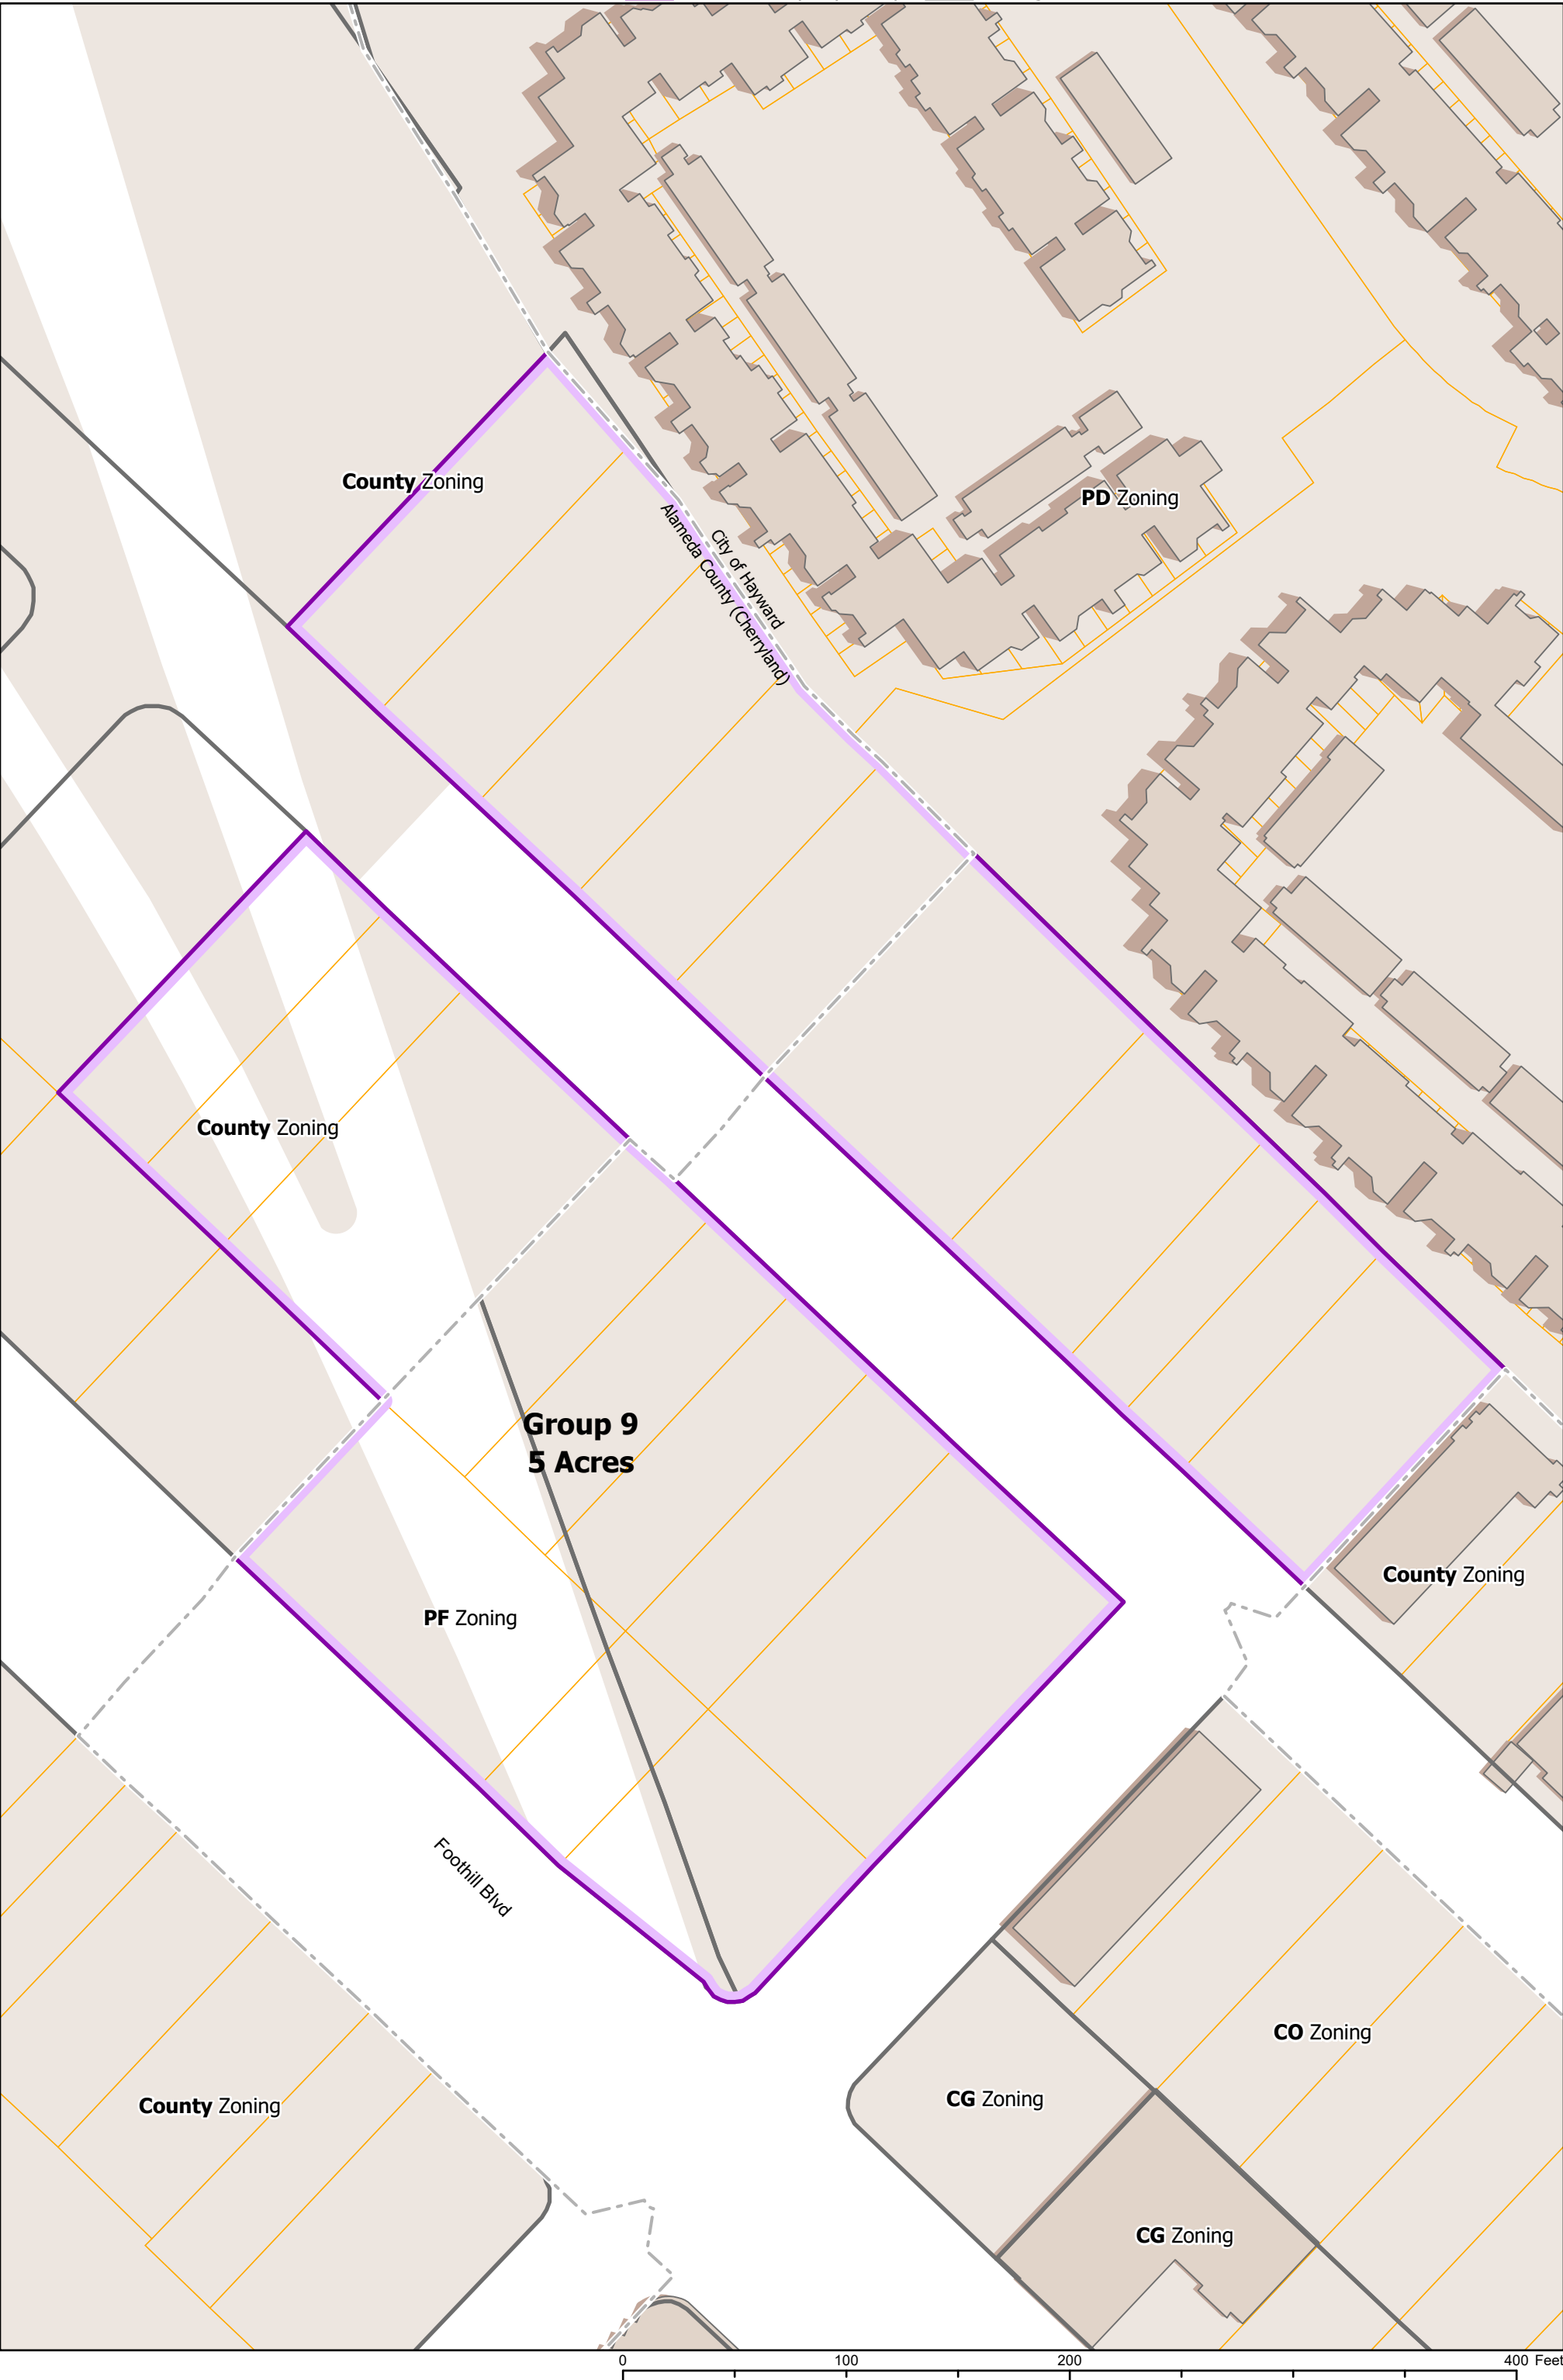 County Zoning
PD Zoning
City of Hayward
Alameda County (Cherryland)
County Zoning
Group 9
5 Acres
County Zoning
PF Zoning
Foothill Blvd
CO Zoning
CG Zoning
County Zoning
CG Zoning
0 100 200 400 Feet